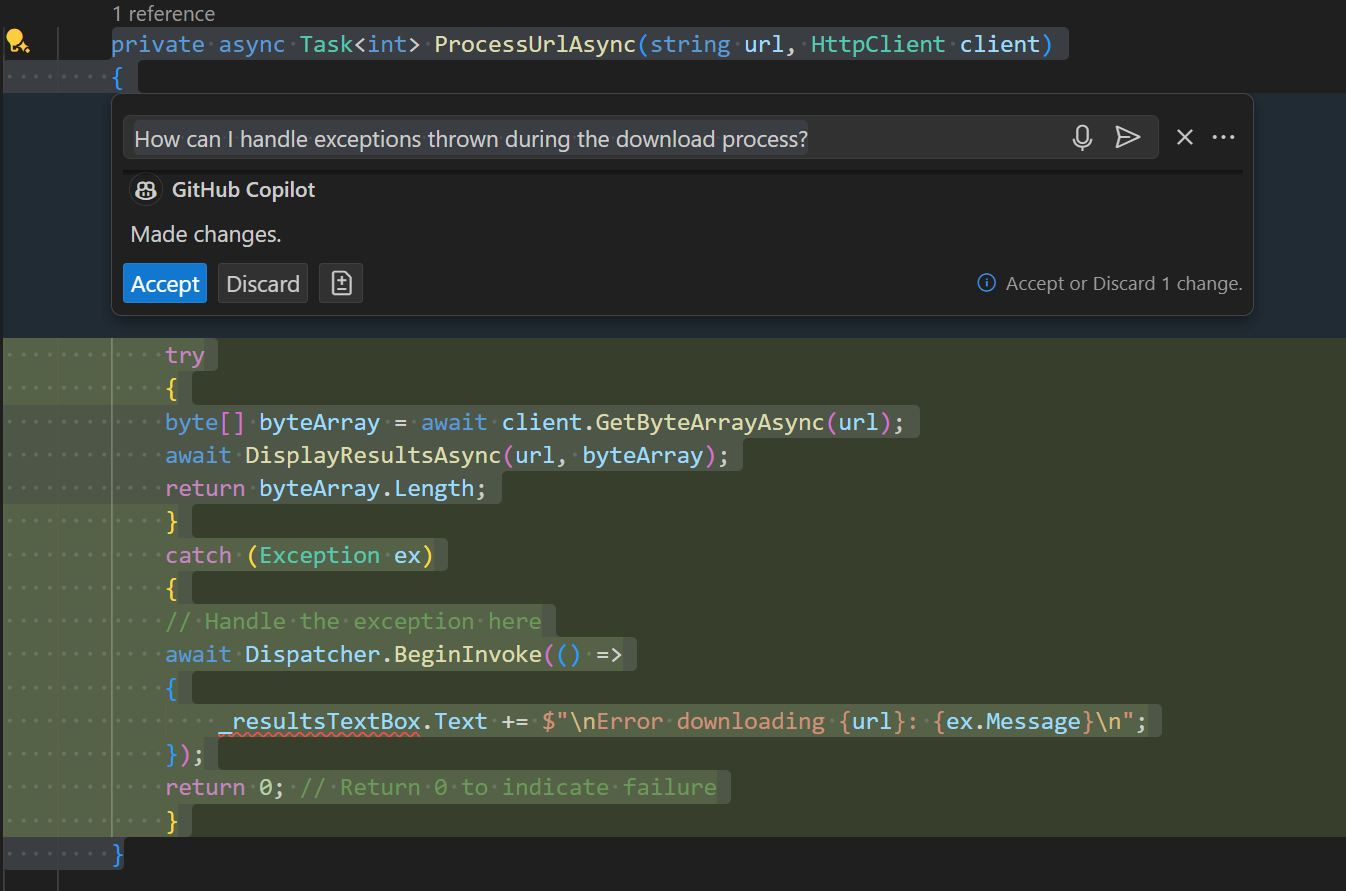 1 reference
private async Task<int> ProcessUrlAsync(string url, HttpClient client)
{
How can I handle exceptions thrown during the download process?
GitHub Copilot
Made changes.
Accept Discard Accept or Discard 1 change.
try
{
byte[] byteArray = await client.GetByteArrayAsync(url);
await DisplayResultsAsync(url, byteArray);
return byteArray.Length;
}
catch (Exception ex)
{
// Handle the exception here
await Dispatcher.BeginInvoke(() =>
{
_resultsTextBox.Text += $"\nError downloading {url}: {ex.Message}\n";
});
return 0; // Return 0 to indicate failure
}
}